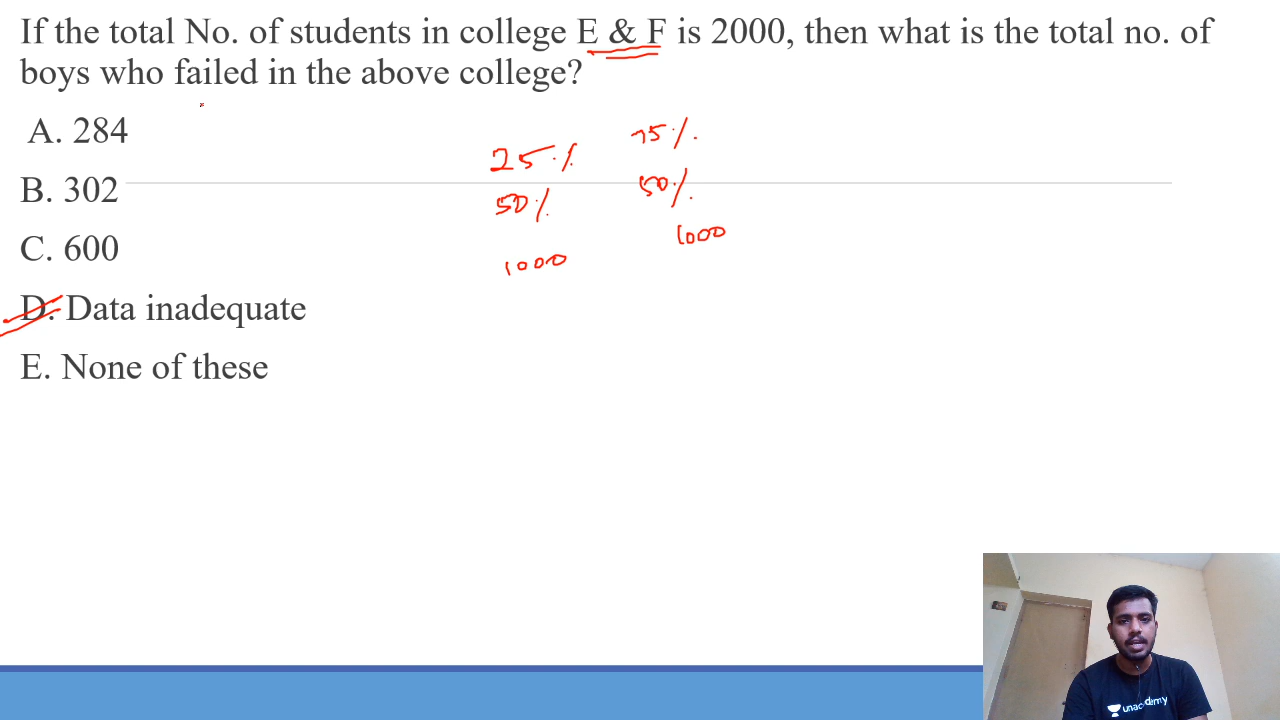 If the total No. of students in college E & F is 2000, then what is the total no. of
boys who failed in the above college?
A. 284
B. 302
C. 600
D. Data inadequate
E. None of these
25% 75%
50% 50%
1000 1000
unacademy